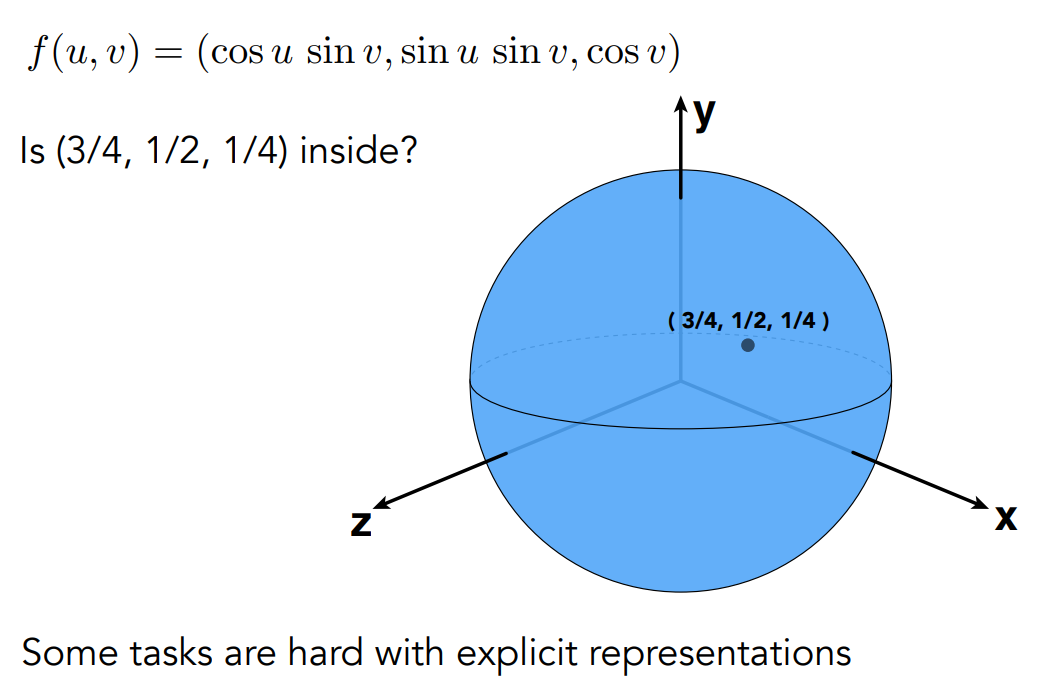 f(u, v) = (cos u sin v, sin u sin v, cos v)
Is (3/4, 1/2, 1/4) inside?
y
( 3/4, 1/2, 1/4 )
z
x
Some tasks are hard with explicit representations